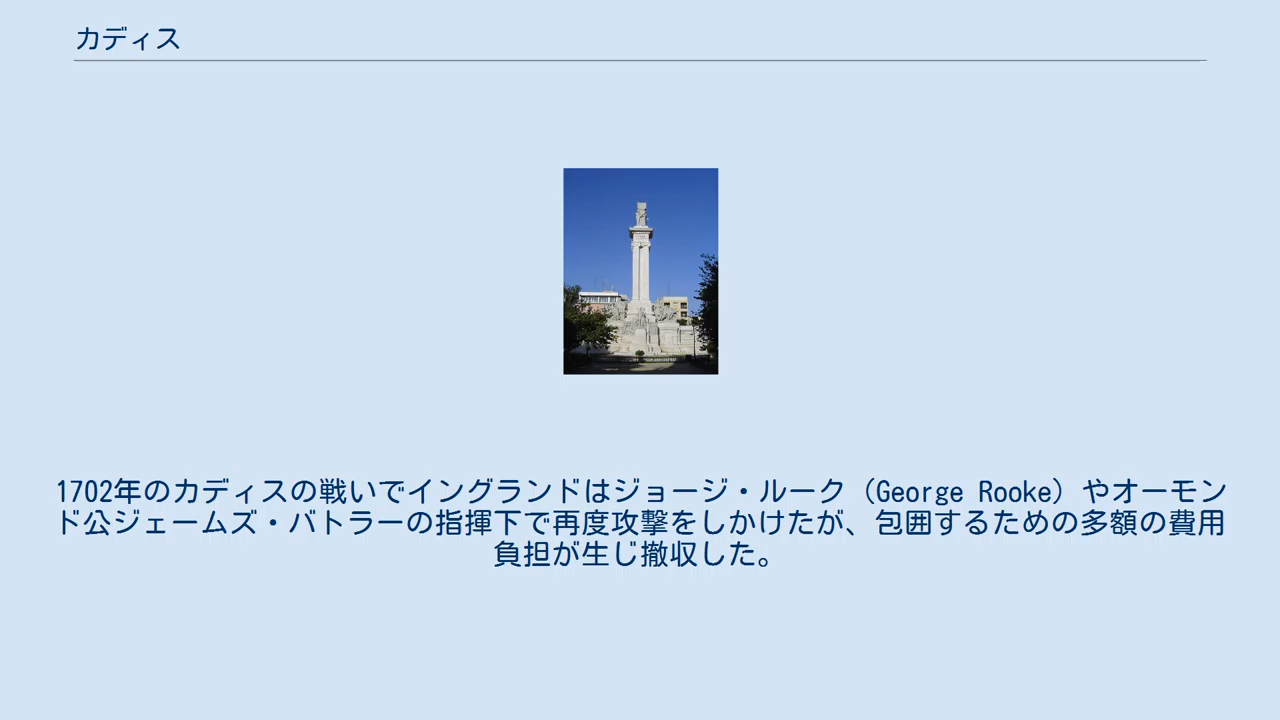 カディス
1702年のカディスの戦いでイングランドはジョージ・ルーク（George Rooke）やオーモン
ド公ジェームズ・バトラーの指揮下で再度攻撃をしかけたが、包囲するための多額の費用
負担が生じ撤収した。